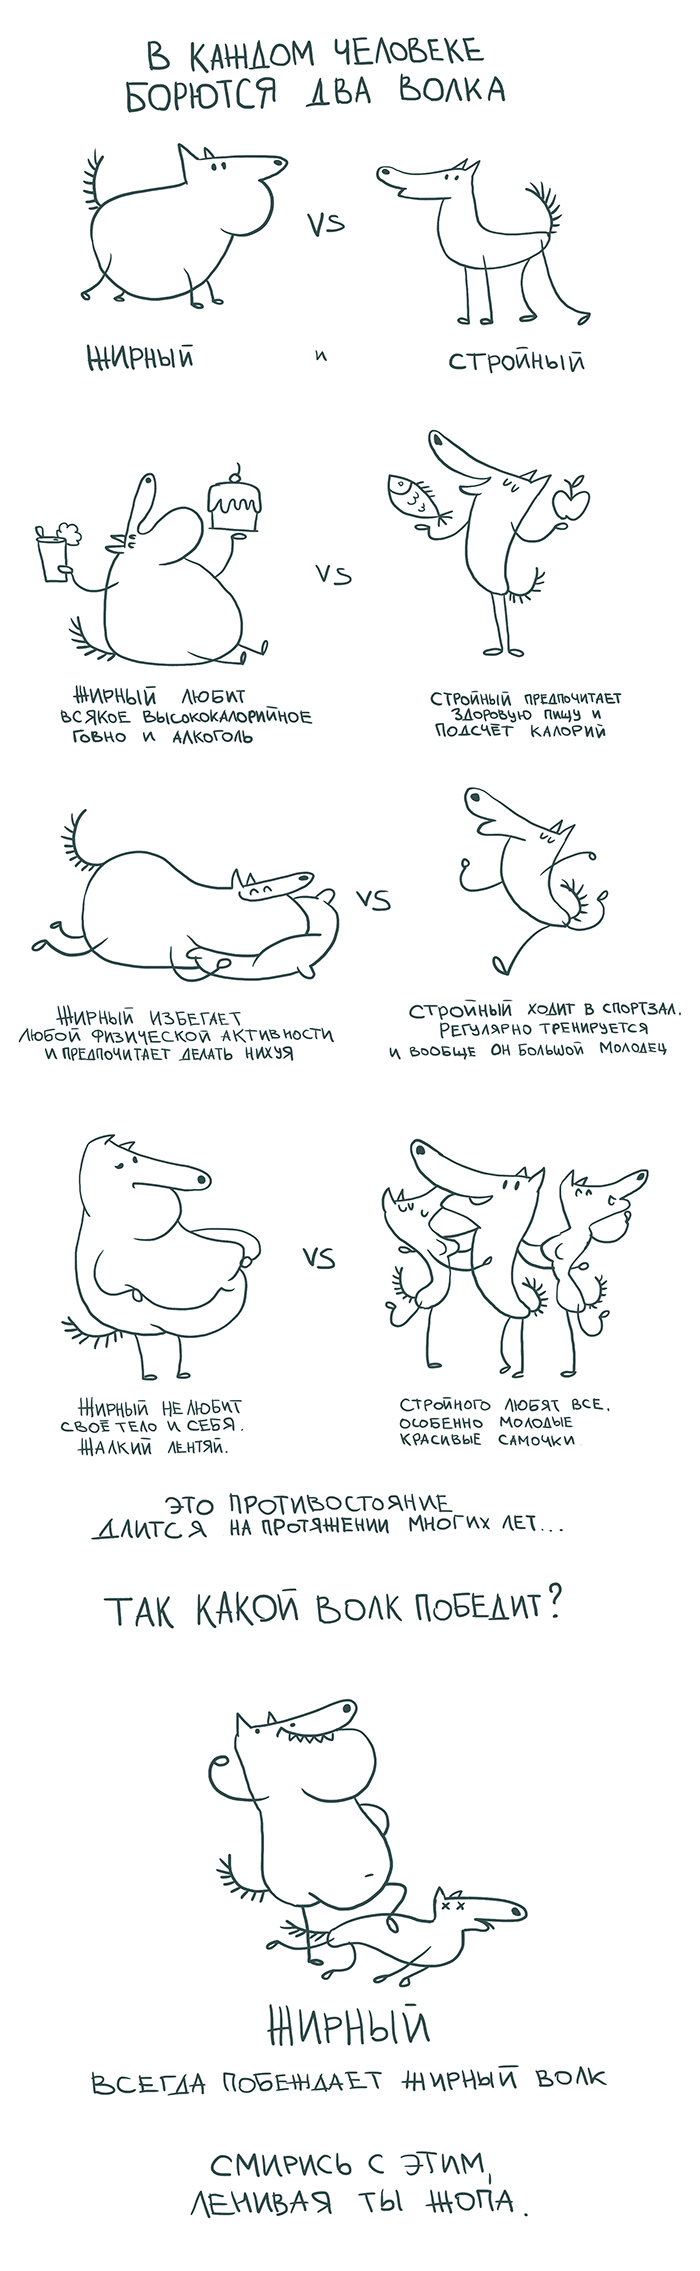 В КАЖДОМ ЧЕЛОВЕКЕ
БОРЮТСЯ ДВА ВОЛКА
VS
ЖИРНЫЙ и СТРОЙНЫЙ
VS
ЖИРНЫЙ ЛЮБИТ
ВСЯКОЕ ВЫСОКОКАЛОРИЙНОЕ
ГОВНО И АЛКОГОЛЬ
СТРОЙНЫЙ ПРЕДПОЧИТАЕТ
ЗДОРОВУЮ ПИЩУ И
ПОДСЧЁТ КАЛОРИЙ
VS
ЖИРНЫЙ ИЗБЕГАЕТ
ЛЮБОЙ ФИЗИЧЕСКОЙ АКТИВНОСТИ
И ПРЕДПОЧИТАЕТ ДЕЛАТЬ НИХУЯ
СТРОЙНЫЙ ХОДИТ В СПОРТЗАЛ.
РЕГУЛЯРНО ТРЕНИРУЕТСЯ
И ВООБЩЕ ОН БОЛЬШОЙ МОЛОДЕЦ
VS
ЖИРНЫЙ НЕ ЛЮБИТ
СВОЁ ТЕЛО И СЕБЯ.
ЖАЛКИЙ ЛЕНТЯЙ.
СТРОЙНОГО ЛЮБЯТ ВСЕ,
ОСОБЕННО МОЛОДЫЕ
КРАСИВЫЕ САМОЧКИ
ЭТО ПРОТИВОСТОЯНИЕ
ДЛИТСЯ НА ПРОТЯЖЕНИИ МНОГИХ ЛЕТ...
ТАК КАКОЙ ВОЛК ПОБЕДИТ?
ЖИРНЫЙ
ВСЕГДА ПОБЕЖДАЕТ ЖИРНЫЙ ВОЛК
СМИРИСЬ С ЭТИМ,
ЛЕНИВАЯ ТЫ ЖОПА.